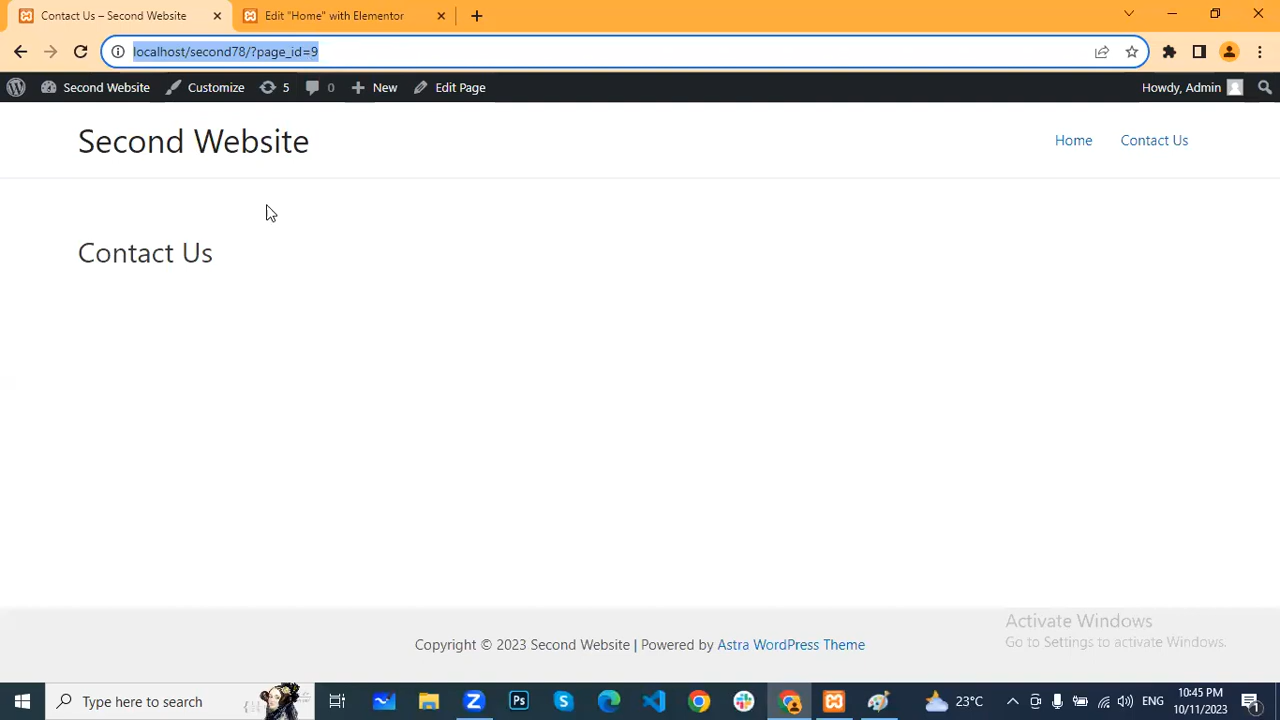 Contact Us – Second Website
Edit "Home" with Elementor
localhost/second78/?page_id=9
Second Website
Customize
5
0
New
Edit Page
Howdy, Admin
Second Website
Home
Contact Us
Contact Us
Copyright © 2023 Second Website | Powered by Astra WordPress Theme
Activate Windows
Go to Settings to activate Windows.
Type here to search
Z
Ps
S
23°C
ENG
10:45 PM
10/11/2023
1